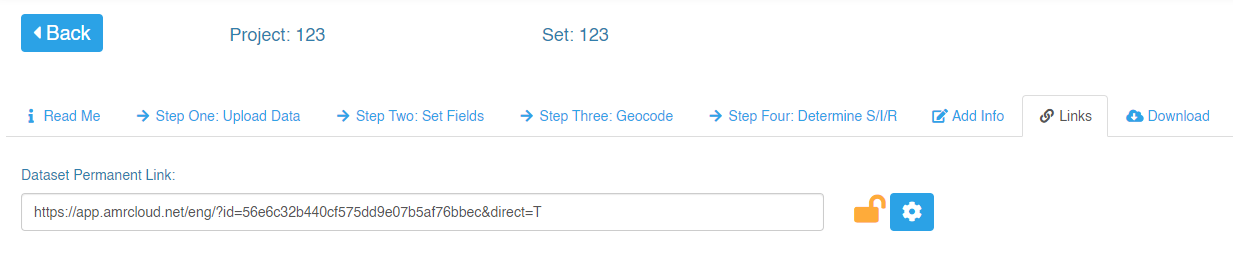 Back
Project: 123
Set: 123
Read Me
Step One: Upload Data
Step Two: Set Fields
Step Three: Geocode
Step Four: Determine S/I/R
Add Info
Links
Download
Dataset Permanent Link:
https://app.amrcloud.net/eng/?id=56e6c32b440cf575dd9e07b5af76bbec&direct=T